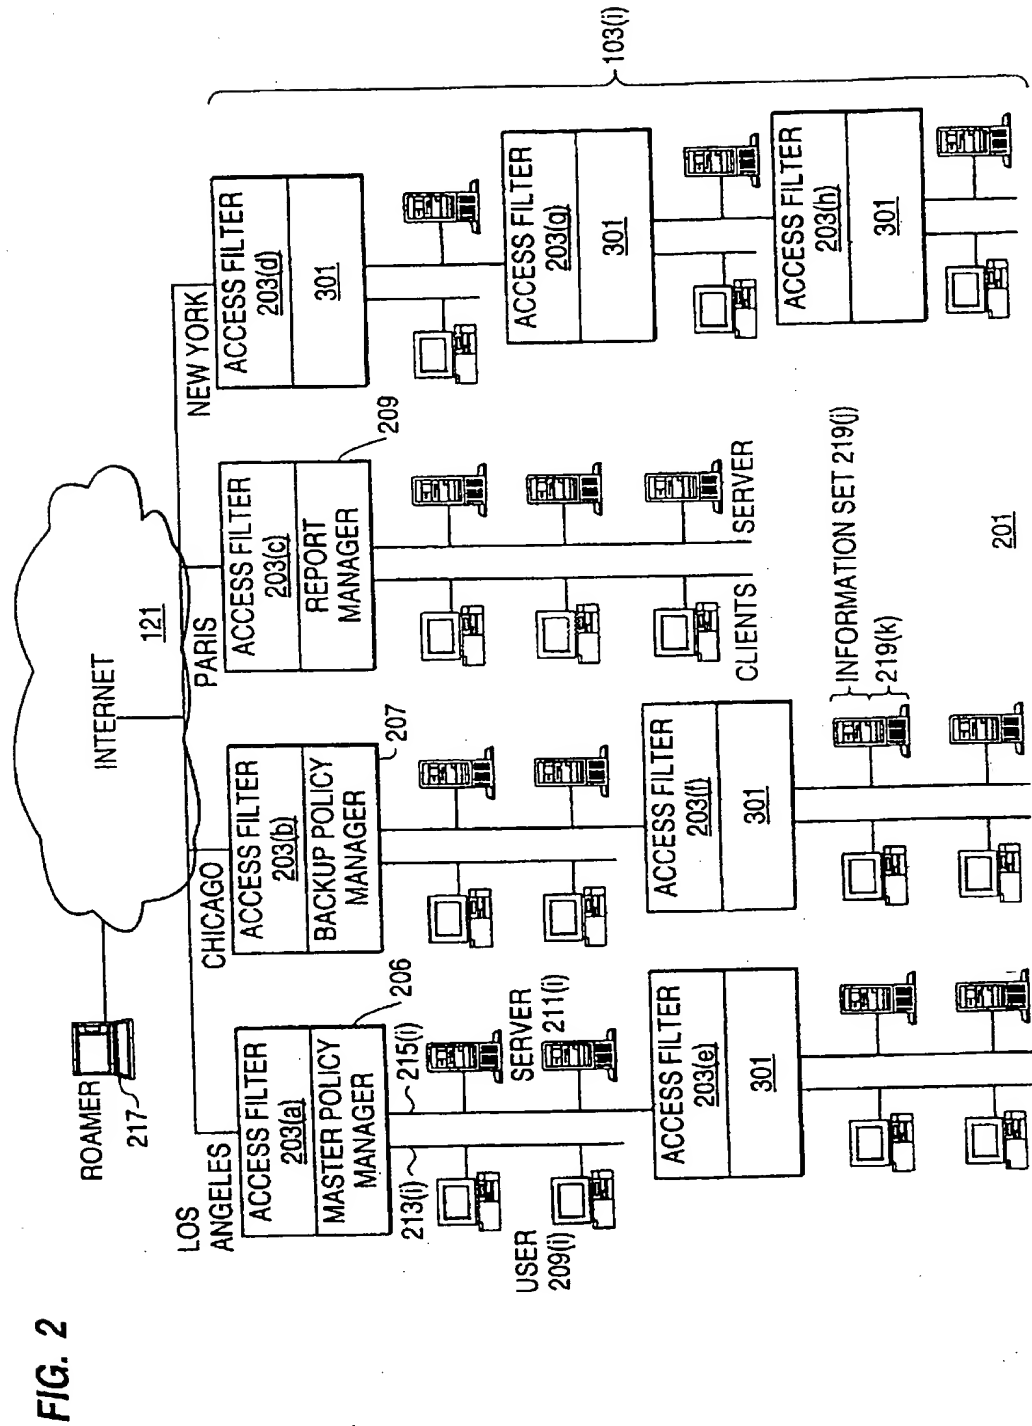 FIG. 2
ROAMER
217
INTERNET
121
LOS
ANGELES
CHICAGO
PARIS
NEW YORK
ACCESS FILTER
203(a)
MASTER POLICY
MANAGER
206
ACCESS FILTER
203(b)
BACKUP POLICY
MANAGER
207
ACCESS FILTER
203(c)
REPORT
MANAGER
209
ACCESS FILTER
203(d)
301
213(i)
215(i)
USER
209(i)
SERVER
211(i)
ACCESS FILTER
203(e)
301
ACCESS FILTER
203(f)
301
CLIENTS
SERVER
ACCESS FILTER
203(g)
301
ACCESS FILTER
203(h)
301
INFORMATION SET 219(j)
219(k)
103(i)
201